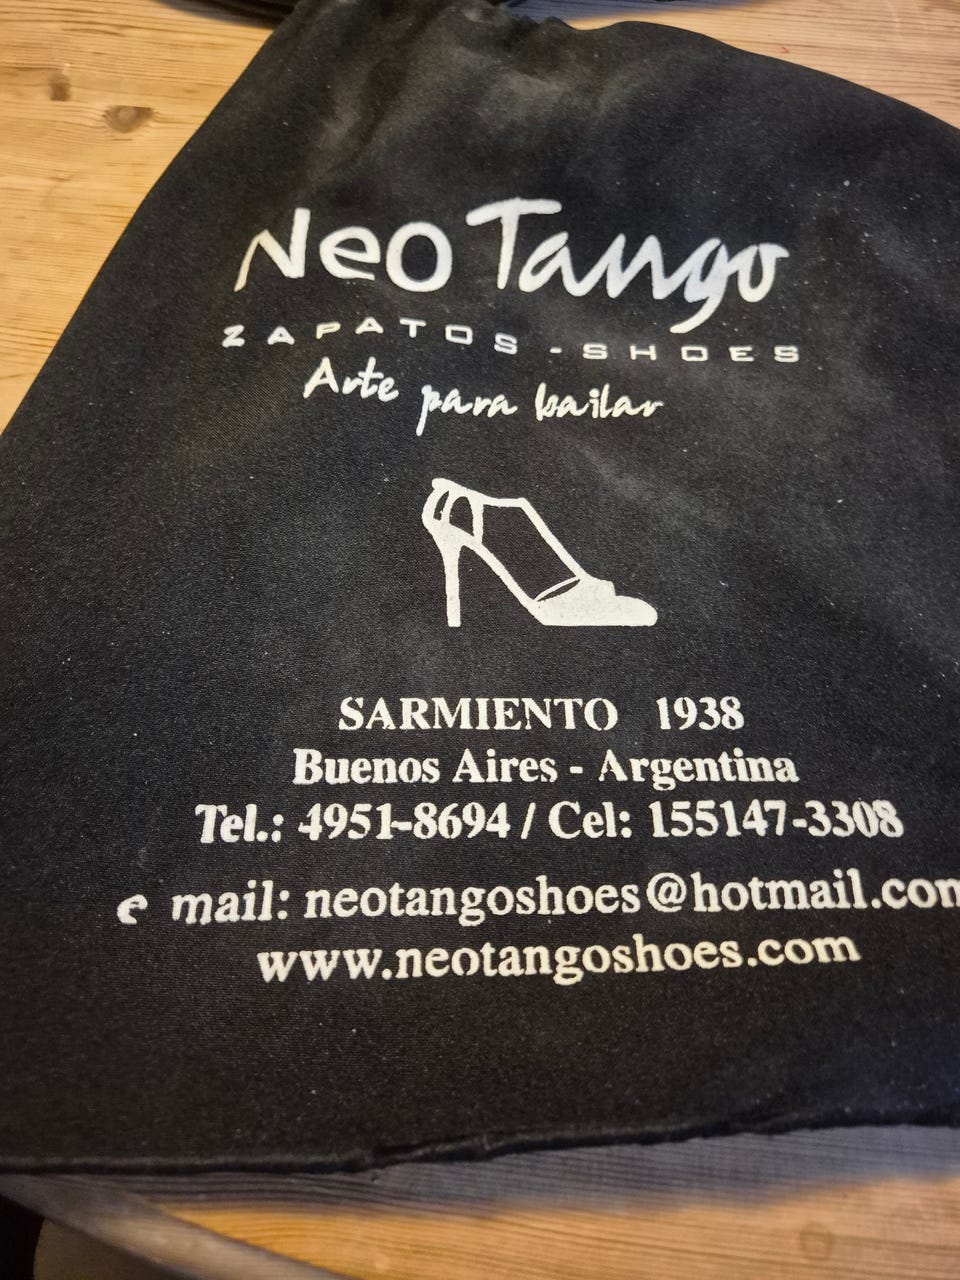 Neo Tango
ZAPATOS-SHOES
Arte para bailar
SARMIENTO 1938
Buenos Aires - Argentina
Tel.: 4951-8694 / Cel: 155147-3308
e mail: neotangoshoes@hotmail.com
www.neotangoshoes.com